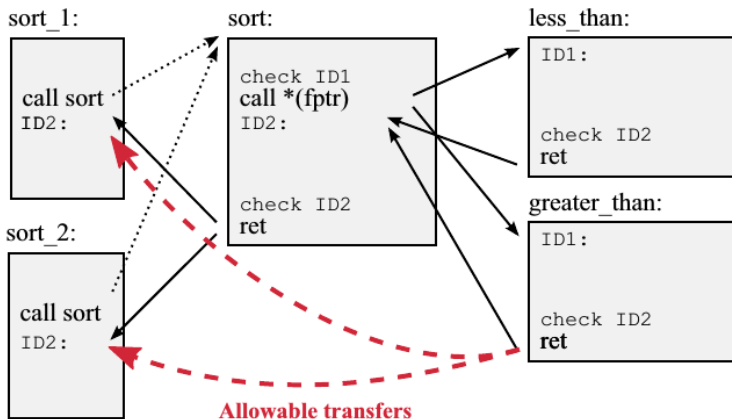 sort_1:
call sort
ID2:
sort_2:
call sort
ID2:
sort:
check ID1
call *(fptr)
ID2:
check ID2
ret
less_than:
ID1:
check ID2
ret
greater_than:
ID1:
check ID2
ret
Allowable transfers